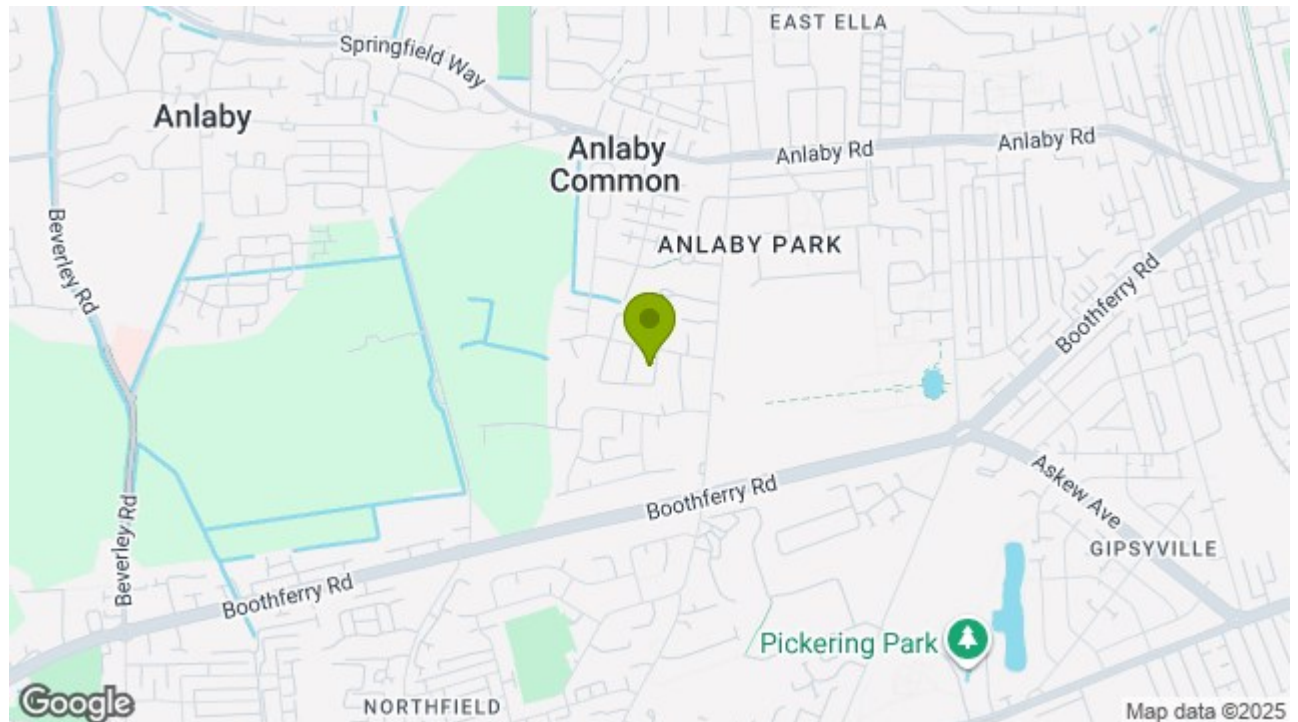 EAST ELLA
Springfield Way
Anlaby
Anlaby
Common
Anlaby Rd
Anlaby Rd
Beverley Rd
ANLABY PARK
Boothferry Rd
Boothferry Rd
Askew Ave
Beverley Rd
GIPSYVILLE
Boothferry Rd
Pickering Park
NORTHFIELD
Google
Map data ©2025